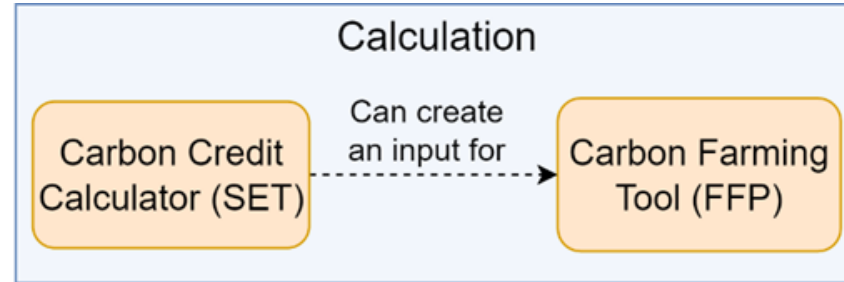 Calculation
Can create
an input for
Carbon Credit
Calculator (SET)
Carbon Farming
Tool (FFP)